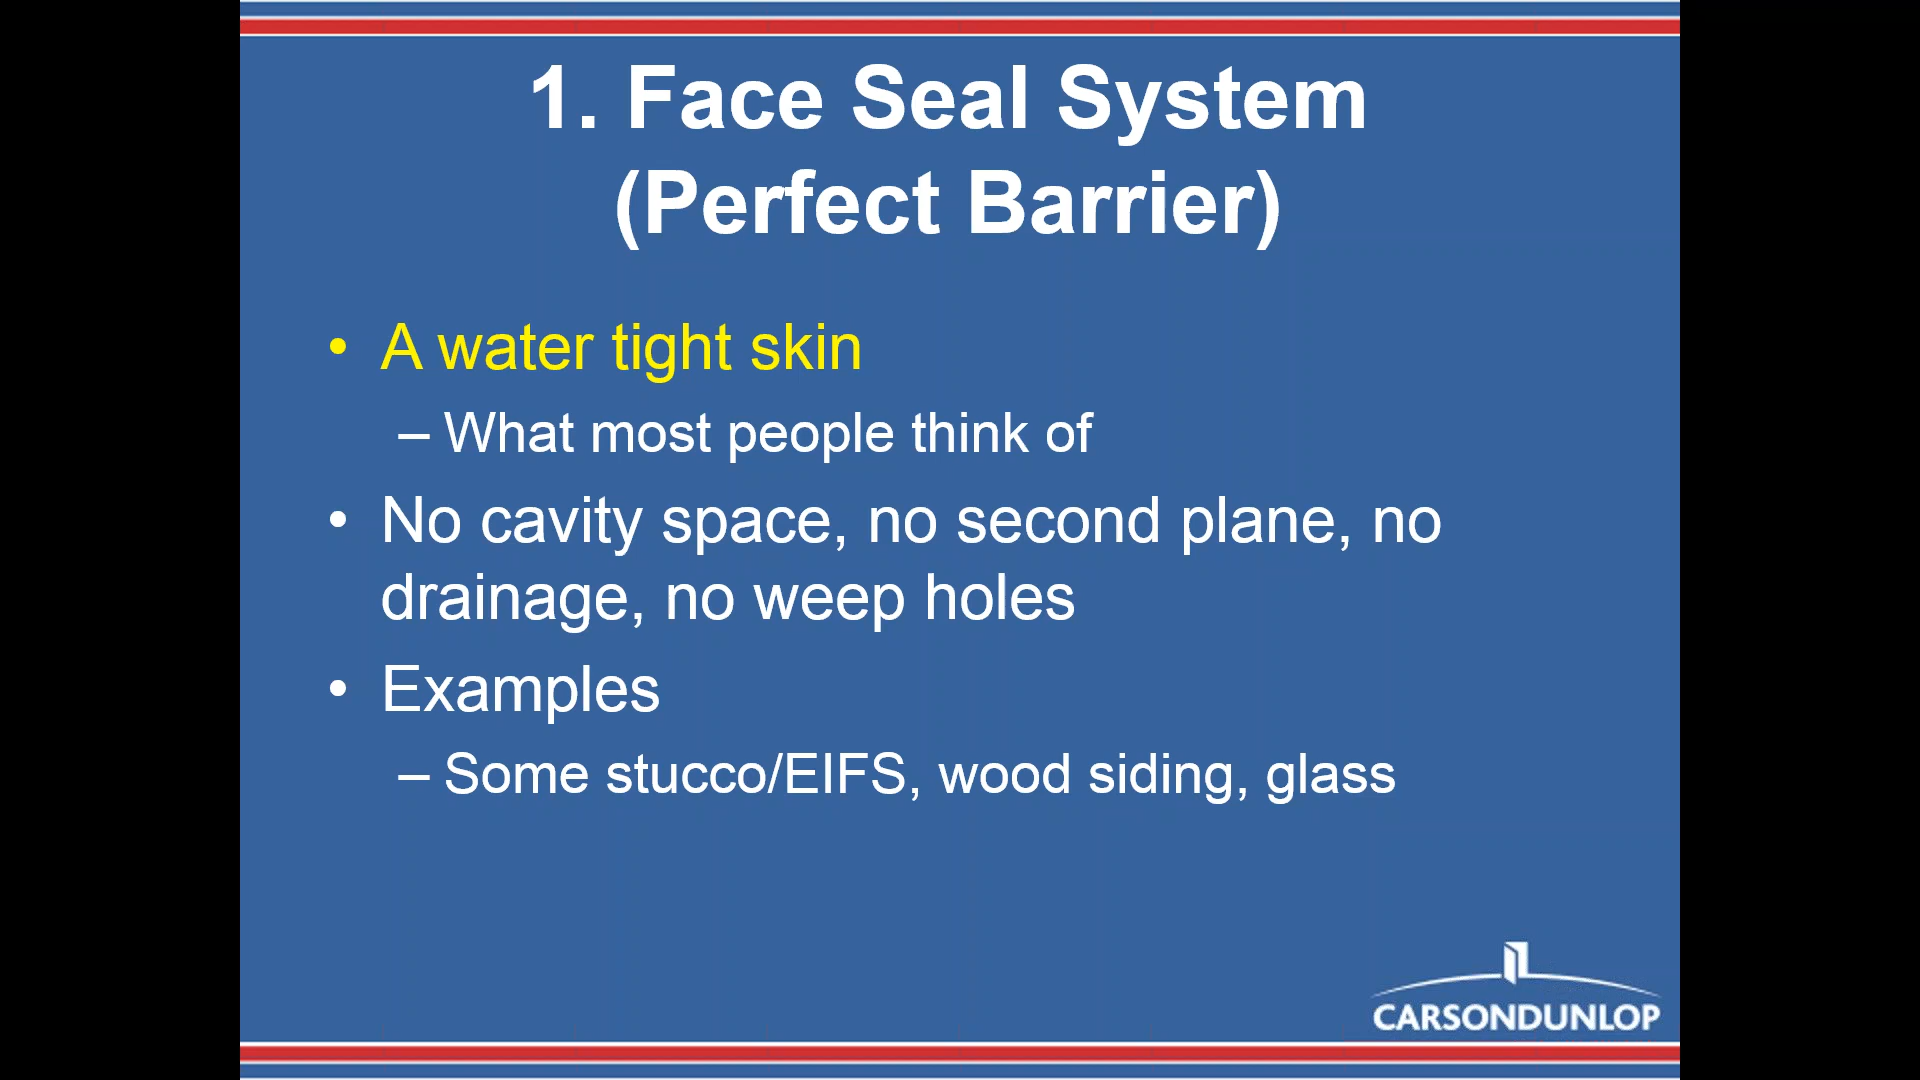 1. Face Seal System
(Perfect Barrier)
• A water tight skin
– What most people think of
• No cavity space, no second plane, no
drainage, no weep holes
• Examples
– Some stucco/EIFS, wood siding, glass
CARSONDUNLOP